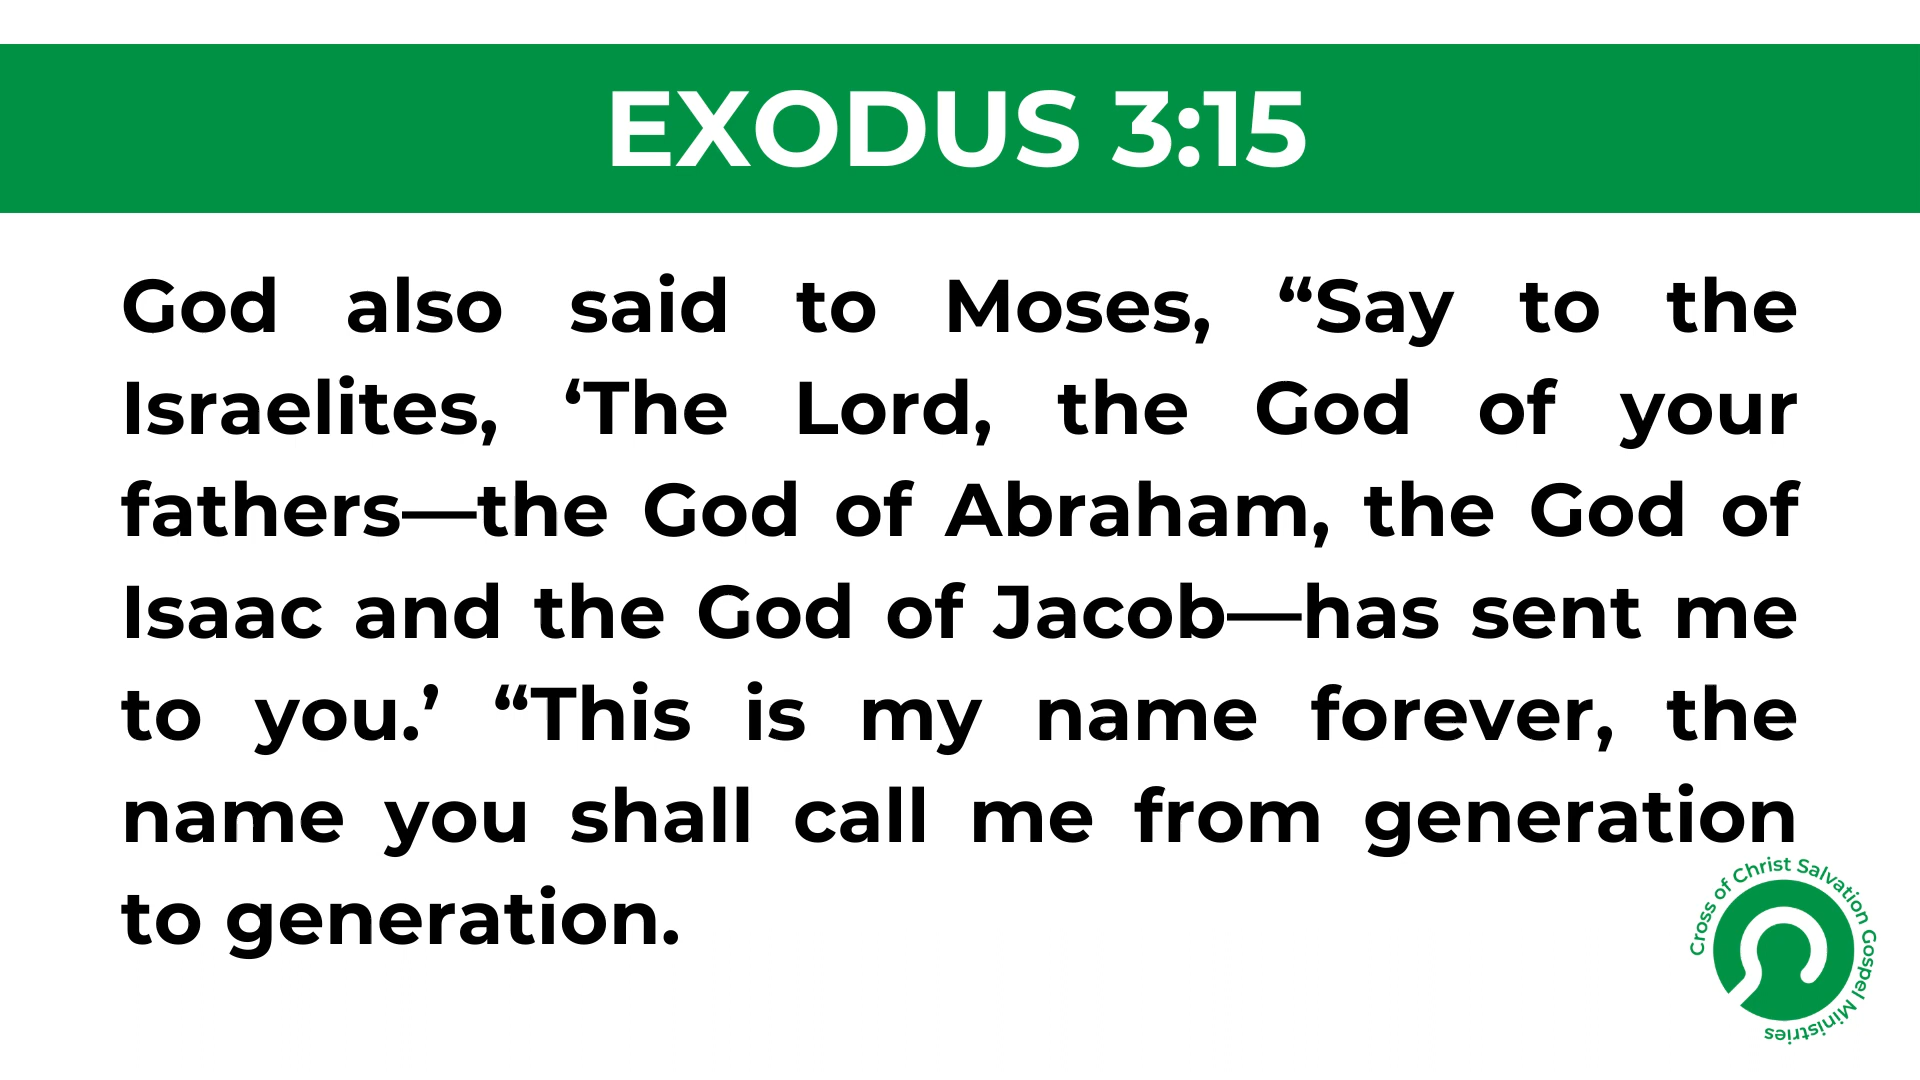 EXODUS 3:15
God also said to Moses, “Say to the
Israelites, ‘The Lord, the God of your
fathers—the God of Abraham, the God of
Isaac and the God of Jacob—has sent me
to you.’ “This is my name forever, the
name you shall call me from generation
to generation.
Cross of Christ Salvation Gospel Ministries